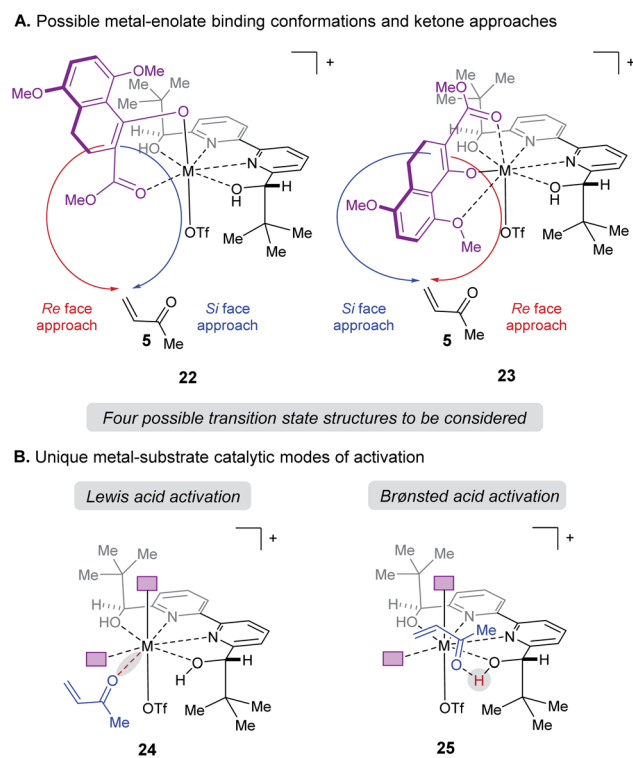 A. Possible metal-enolate binding conformations and ketone approaches
+
+
OMe
MeO
Me
Me
Me
O
H
HO
N
N
M
MeO
O
O
H
H
OTf
Me
Me
Me
MeO
Me
Me
O
H
HO
N
N
O
M
MeO
O
Me
O
H
H
OTf
Me
Me
Me
Re face
approach
O
Me
5
Si face
approach
Si face
approach
O
Me
5
Re face
approach
22
23
Four possible transition state structures to be considered
B. Unique metal-substrate catalytic modes of activation
Lewis acid activation
Brønsted acid activation
+
+
Me
Me
Me
H
HO
N
N
M
O
H
H
O
Me
OTf
Me
Me
Me
Me
Me
Me
H
HO
N
N
Me
M
O
O
H
H
OTf
Me
Me
Me
24
25